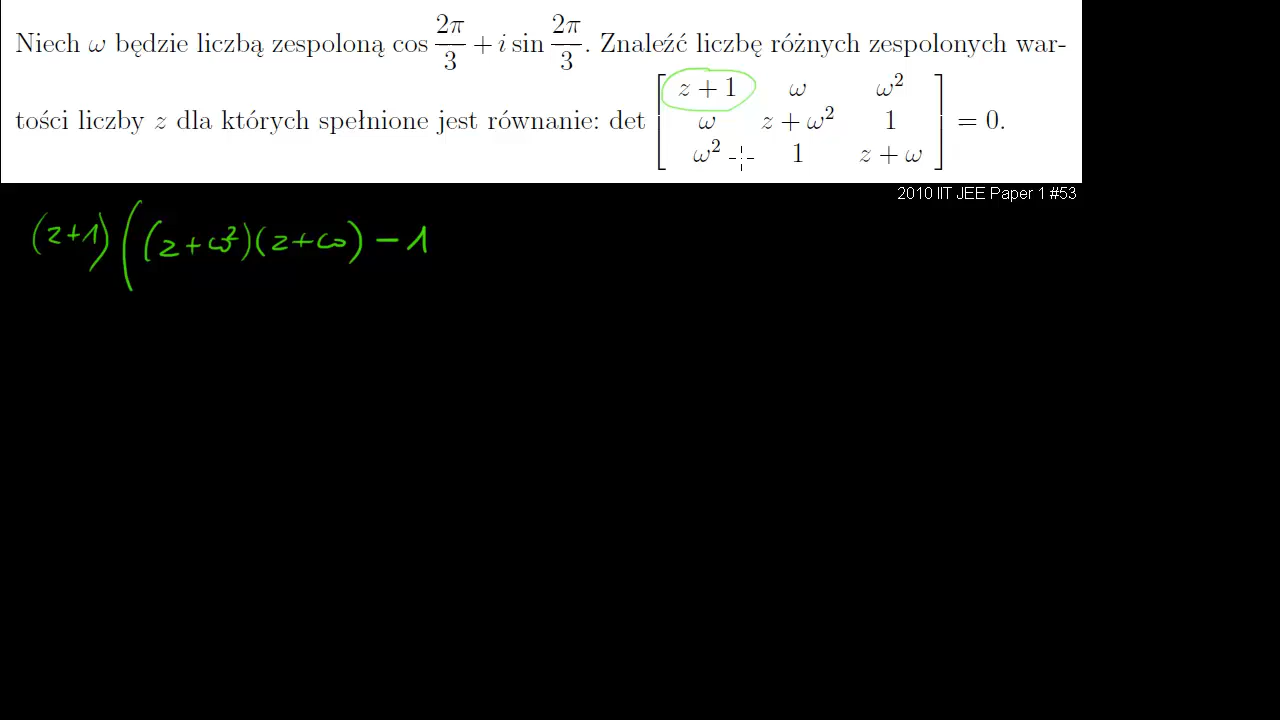 Niech ω będzie liczbą zespoloną cos 2π/3 + i sin 2π/3. Znaleźć liczbę różnych zespolonych war-
tości liczby z dla których spełnione jest równanie: det [ z + 1 ω ω² ; ω z + ω² 1 ; ω² 1 z + ω ] = 0.
2010 IIT JEE Paper 1 #53
(z+1) ( (z+ω²)(z+ω) − 1